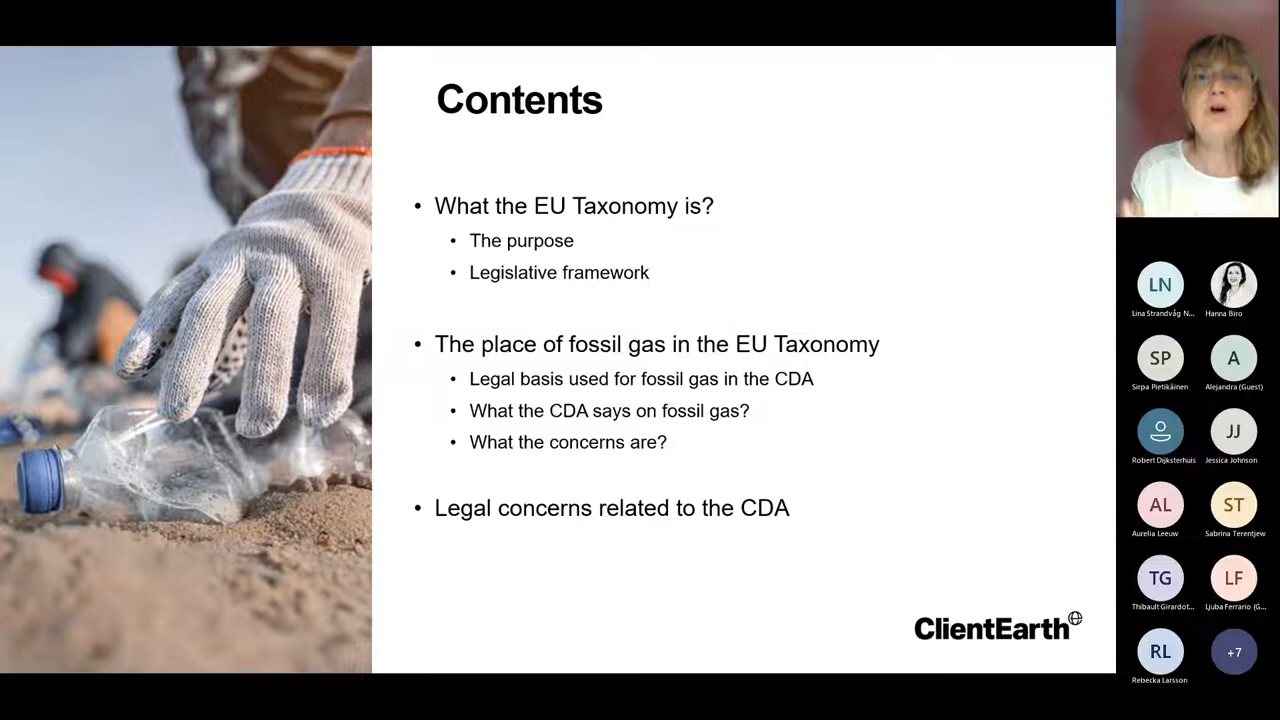 Contents
• What the EU Taxonomy is?
• The purpose
• Legislative framework
• The place of fossil gas in the EU Taxonomy
• Legal basis used for fossil gas in the CDA
• What the CDA says on fossil gas?
• What the concerns are?
• Legal concerns related to the CDA
ClientEarth
LN
Lina Strandvåg N...
Hanna Biro
SP
Sirpa Pietikäinen
A
Alejandra (Guest)
Robert Dijksterhuis
JJ
Jessica Johnson
AL
Aurelia Leeuw
ST
Sabrina Terentjew
TG
Thibault Girardot...
LF
Ljuba Ferrario (G...
RL
Rebecka Larsson
+7